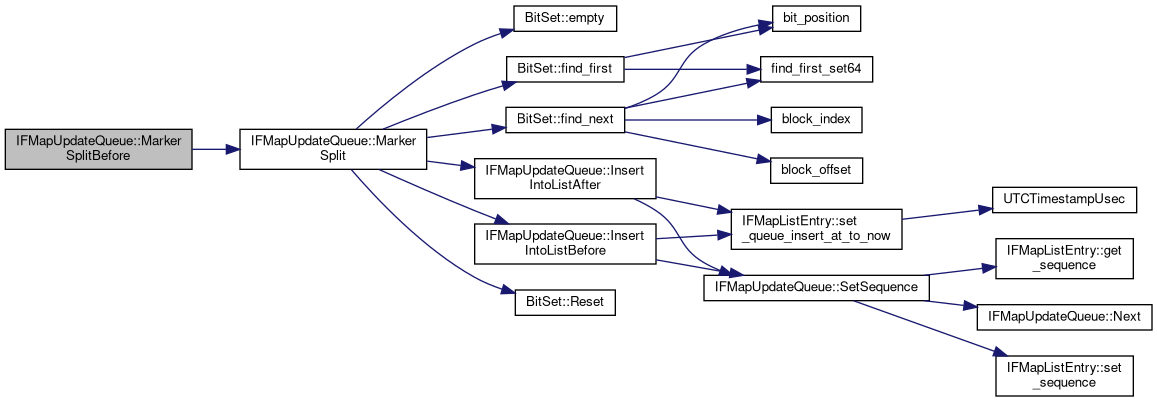 IFMapUpdateQueue::Marker
SplitBefore
IFMapUpdateQueue::Marker
Split
BitSet::empty
BitSet::find_first
BitSet::find_next
IFMapUpdateQueue::Insert
IntoListAfter
IFMapUpdateQueue::Insert
IntoListBefore
BitSet::Reset
bit_position
find_first_set64
block_index
block_offset
IFMapListEntry::set
_queue_insert_at_to_now
IFMapUpdateQueue::SetSequence
UTCTimestampUsec
IFMapListEntry::get
_sequence
IFMapUpdateQueue::Next
IFMapListEntry::set
_sequence